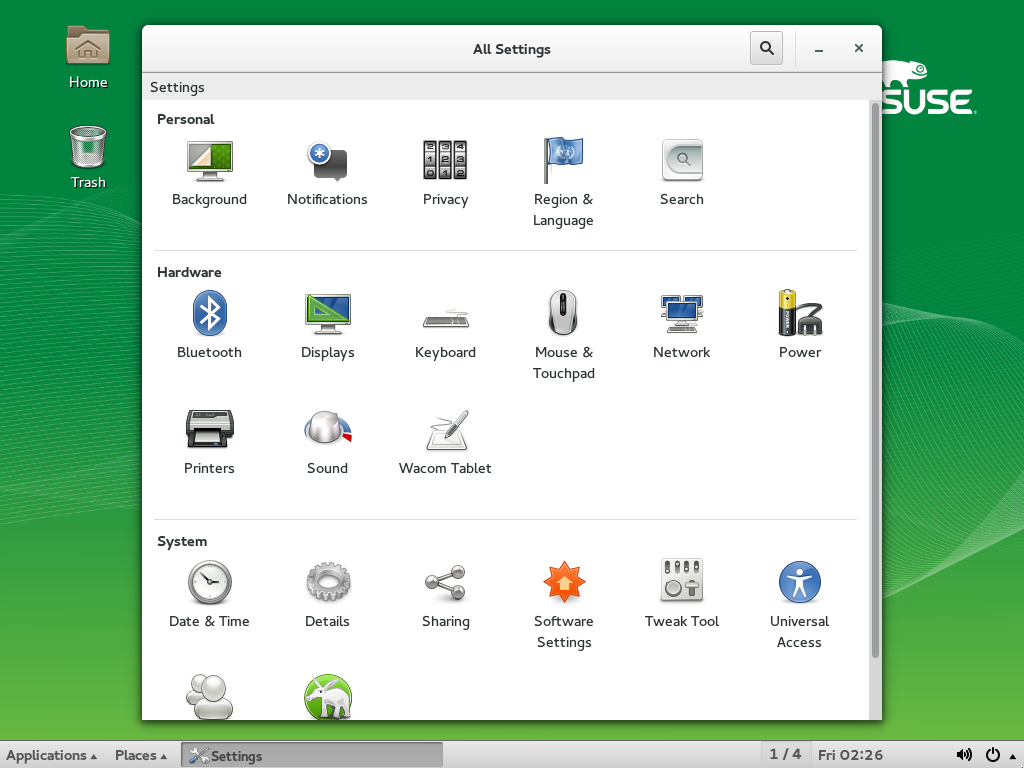 All Settings
Home
Settings
SUSE
Personal
Trash
Background
Notifications
Privacy
Region &
Language
Search
Hardware
Bluetooth
Displays
Keyboard
Mouse &
Touchpad
Network
Power
Printers
Sound
Wacom Tablet
System
Date & Time
Details
Sharing
Software
Settings
Tweak Tool
Universal
Access
Applications
Places
Settings
1 / 4
Fri 02:26